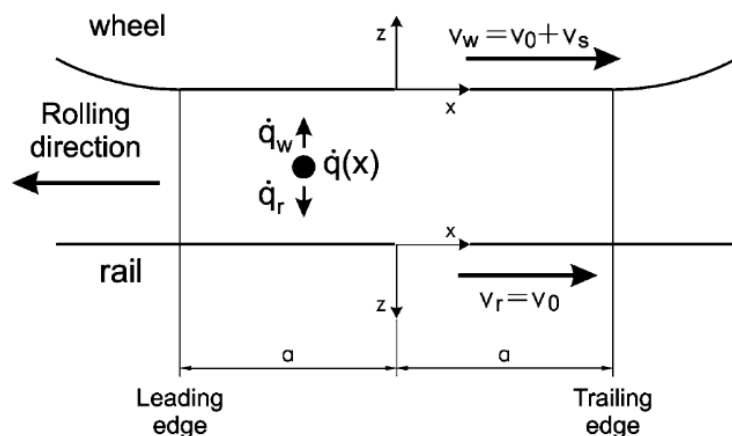 wheel
z
v_w = v_0 + v_s
x
Rolling
direction
q̇_w
q̇(x)
q̇_r
x
rail
v_r = v_0
z
a
a
Leading
edge
Trailing
edge